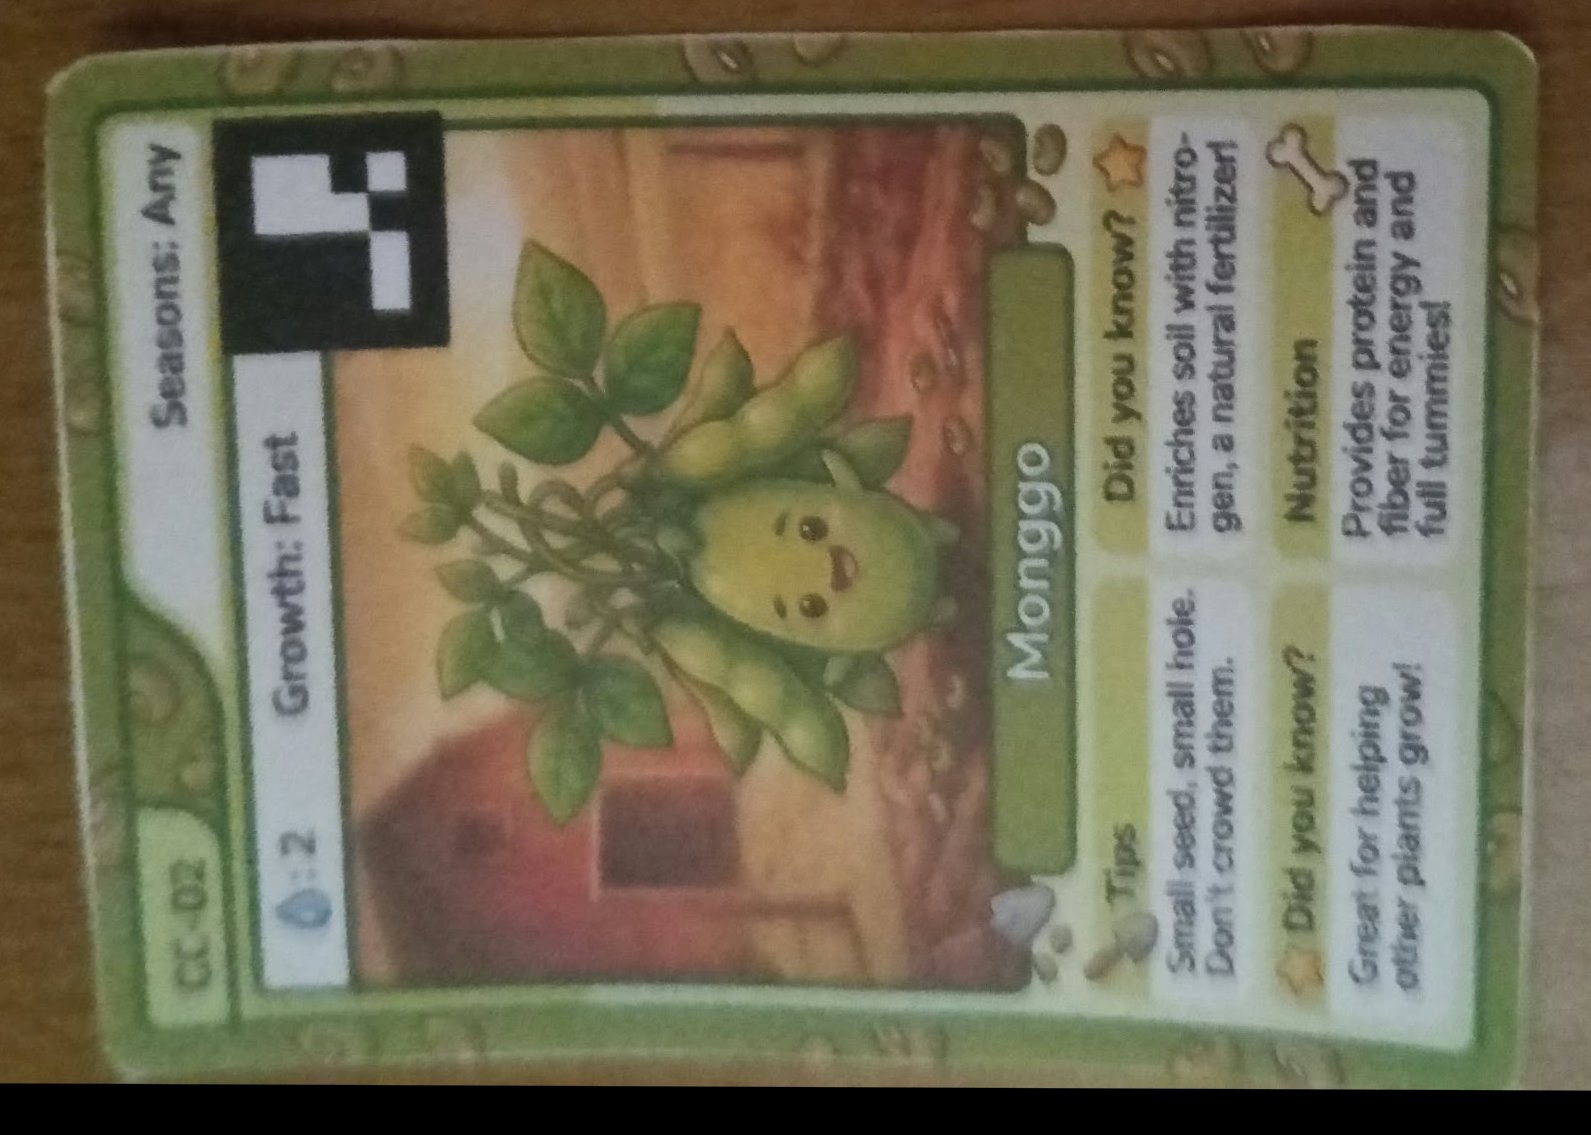 CC-02
Seasons: Any
: 2
Growth: Fast
Monggo
Tips
Small seed, small hole.
Don't crowd them.
Did you know?
Enriches soil with nitro-
gen, a natural fertilizer!
Did you know?
Great for helping
other plants grow!
Nutrition
Provides protein and
fiber for energy and
full tummies!